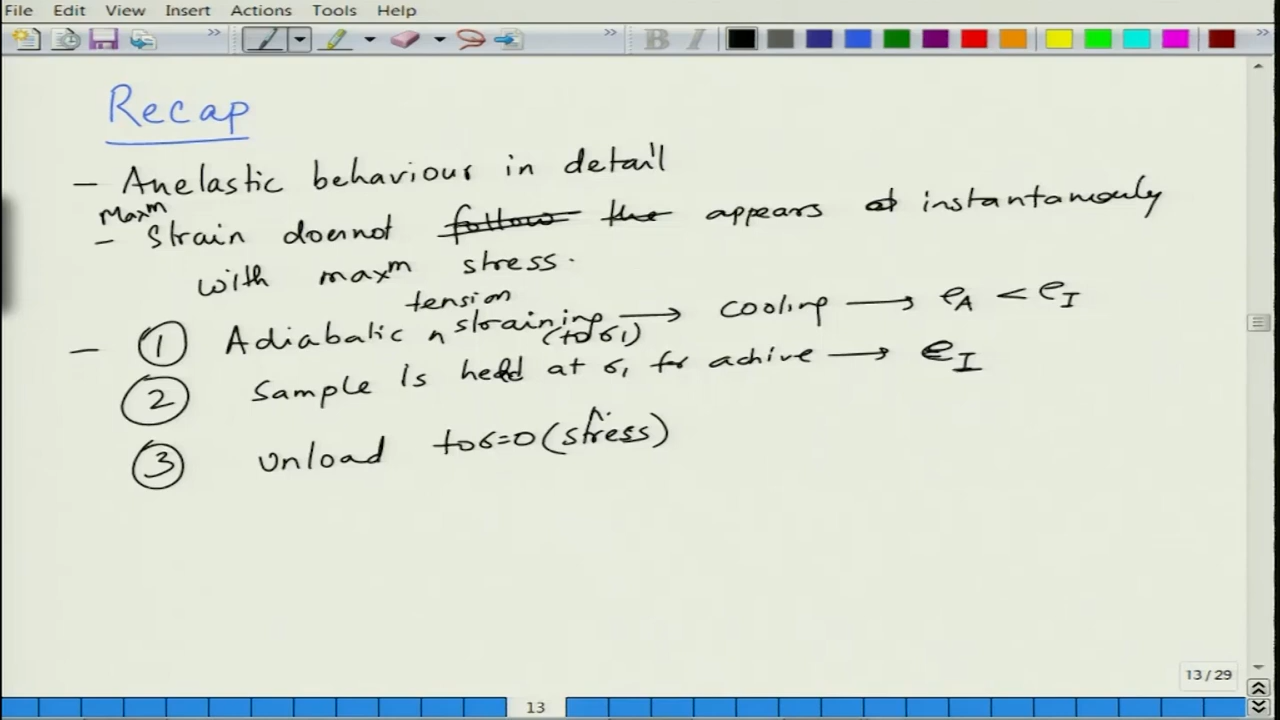 File Edit View Insert Actions Tools Help
Recap
- Anelastic behaviour in detail
Maxm
- Strain doesnot follow the appears at instantanously
with maxm stress.
tension
- 1 Adiabatic ^ straining → cooling → eA < eI
(to σ1)
2 Sample is held at σ1 for achive → eI
3 unload to σ=0 (stress)
13 / 29
13